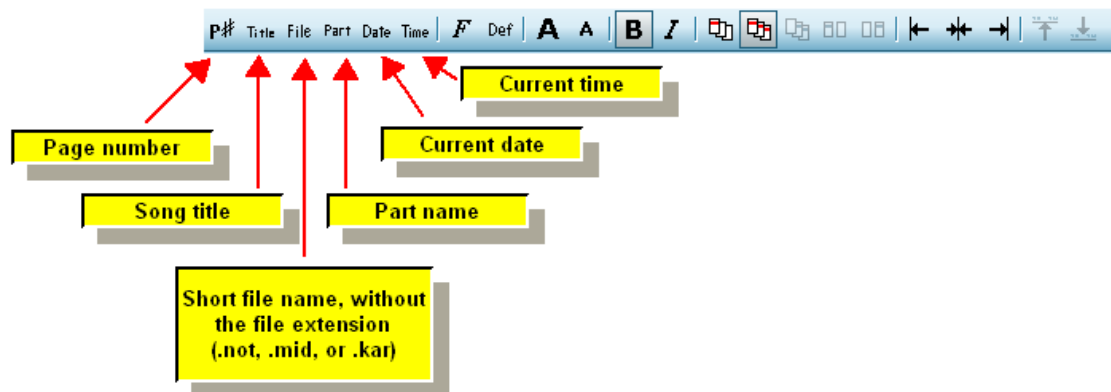 P# Title File Part Date Time F Def A A B I
Current time
Page number
Current date
Song title
Part name
Short file name, without
the file extension
(.not, .mid, or .kar)